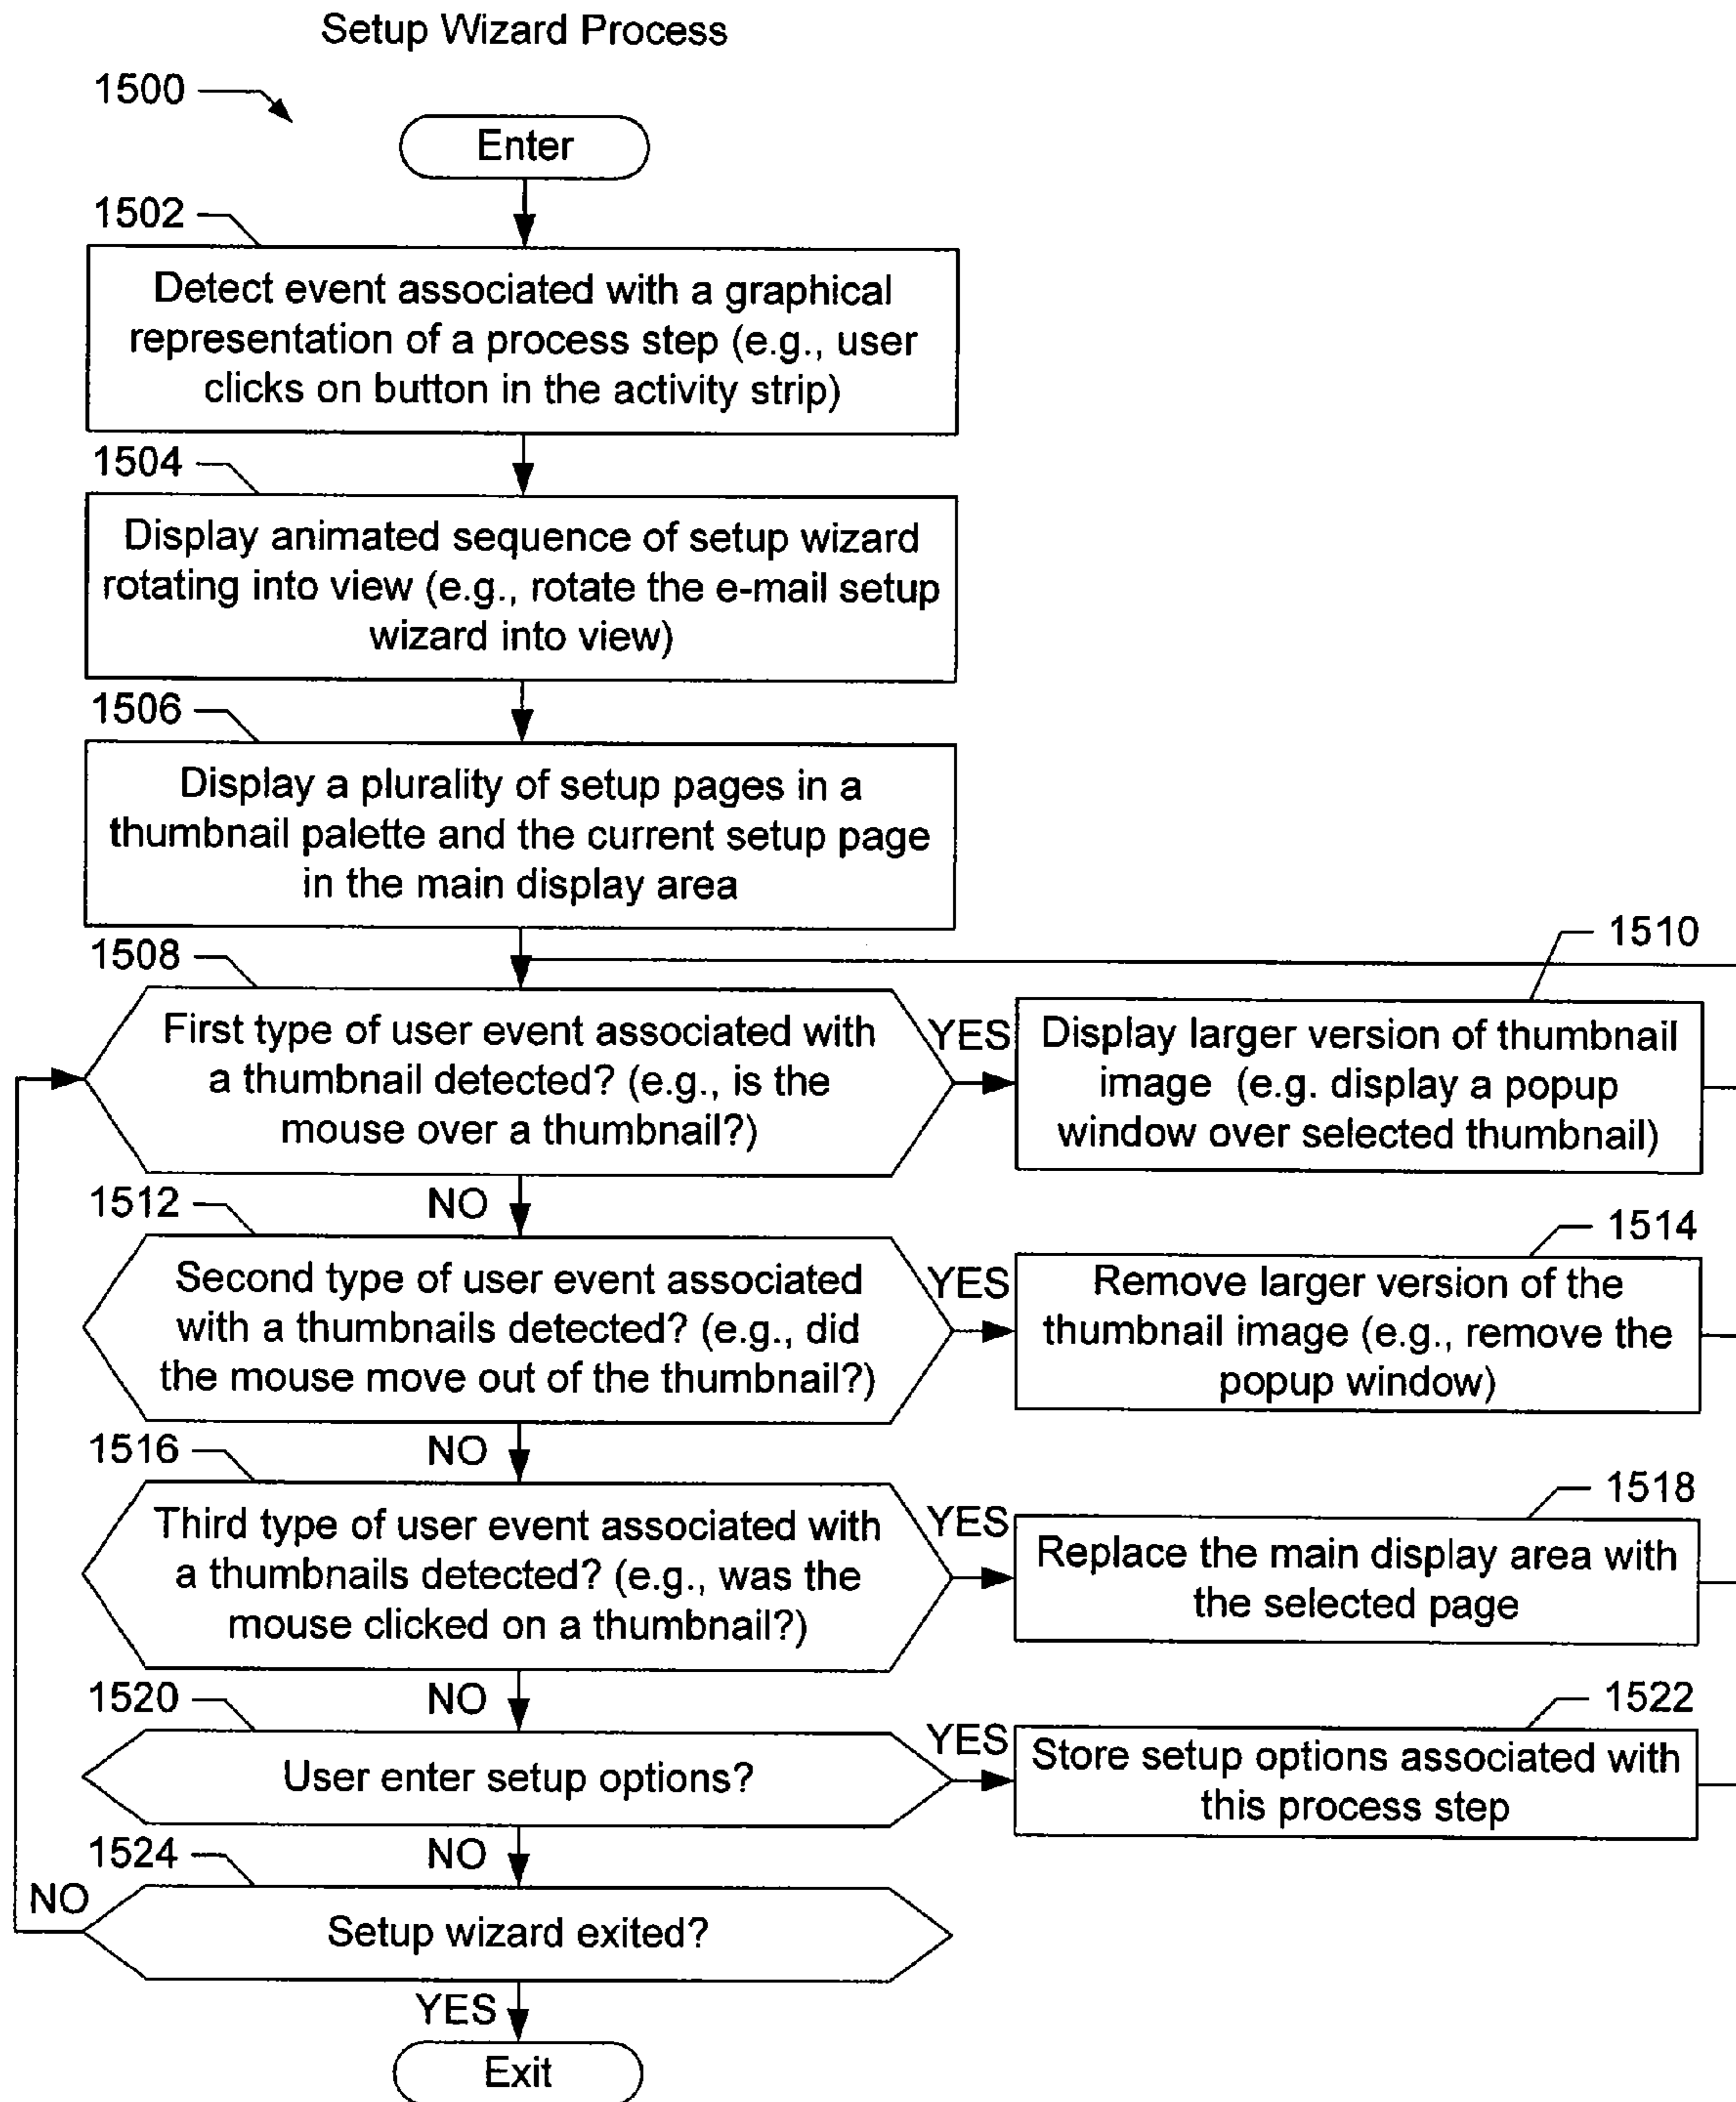 Setup Wizard Process
1500
Enter
1502
Detect event associated with a graphical
representation of a process step (e.g., user
clicks on button in the activity strip)
1504
Display animated sequence of setup wizard
rotating into view (e.g., rotate the e-mail setup
wizard into view)
1506
Display a plurality of setup pages in a
thumbnail palette and the current setup page
in the main display area
1508
First type of user event associated with
a thumbnail detected? (e.g., is the
mouse over a thumbnail?)
YES
1510
Display larger version of thumbnail
image (e.g. display a popup
window over selected thumbnail)
NO
1512
Second type of user event associated
with a thumbnails detected? (e.g., did
the mouse move out of the thumbnail?)
YES
1514
Remove larger version of the
thumbnail image (e.g., remove the
popup window)
NO
1516
Third type of user event associated with
a thumbnails detected? (e.g., was the
mouse clicked on a thumbnail?)
YES
1518
Replace the main display area with
the selected page
NO
1520
User enter setup options?
YES
1522
Store setup options associated with
this process step
NO
1524
Setup wizard exited?
NO
YES
Exit